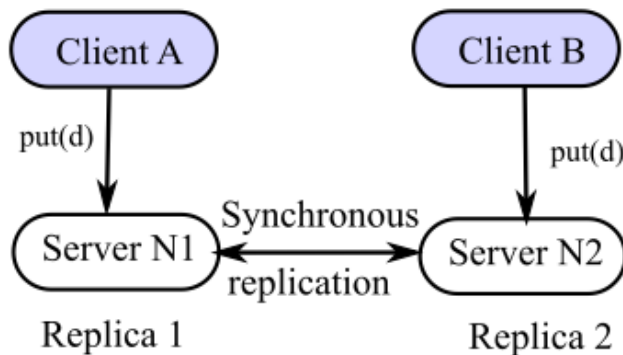 Client A
Client B
put(d)
put(d)
Synchronous
Server N1
Server N2
replication
Replica 1
Replica 2